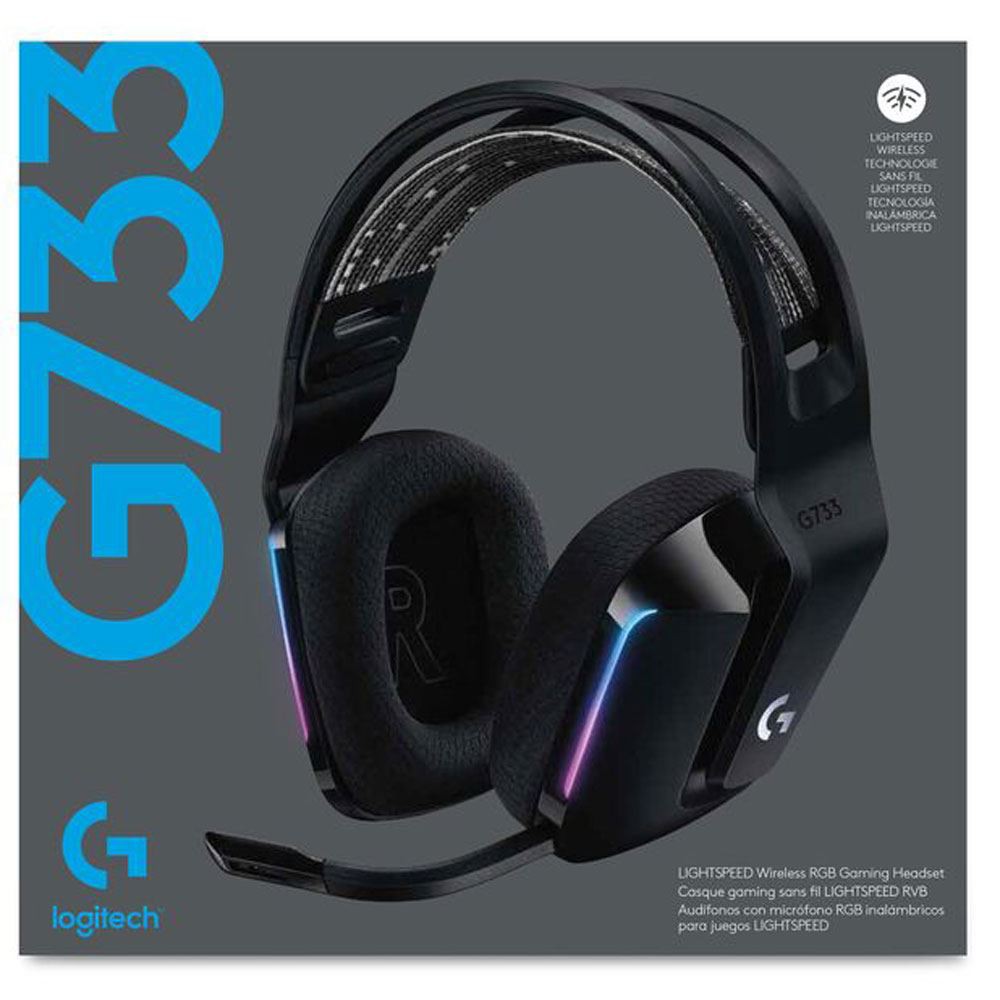 G733
LIGHTSPEED
WIRELESS
TECHNOLOGIE
SANS FIL
LIGHTSPEED
TECNOLOGÍA
INALÁMBRICA
LIGHTSPEED
G733
R
G
logitech
LIGHTSPEED Wireless RGB Gaming Headset
Casque gaming sans fil LIGHTSPEED RVB
Audífonos con micrófono RGB inalámbricos
para juegos LIGHTSPEED